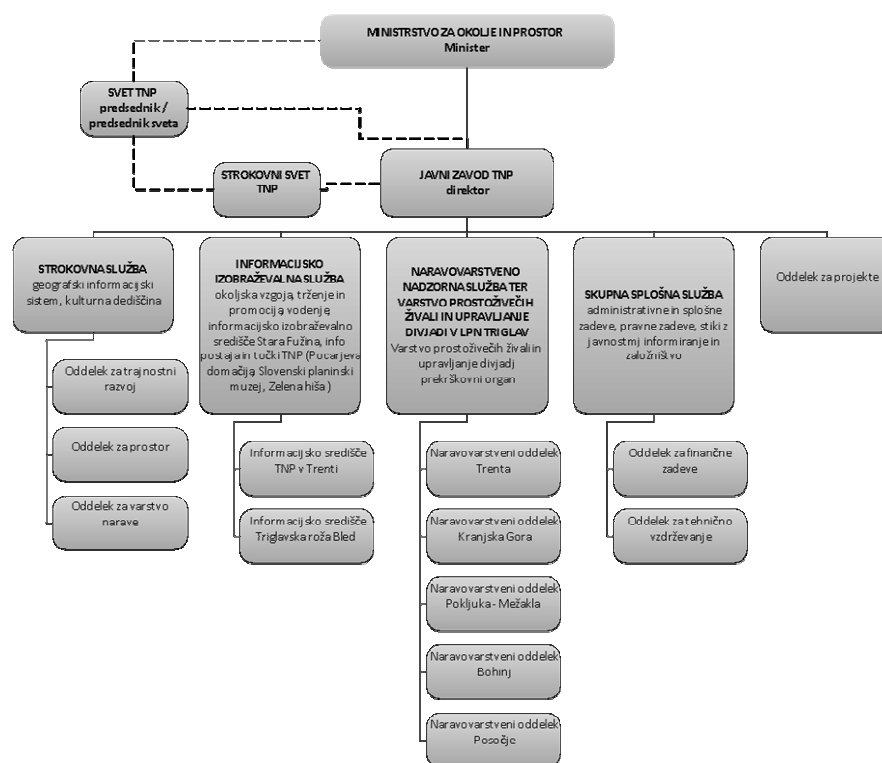 MINISTRSTVO ZA OKOLJE IN PROSTOR
Minister
SVET TNP
predsednik /
predsednik sveta
STROKOVNI SVET
TNP
JAVNI ZAVOD TNP
direktor
STROKOVNA SLUŽBA
geografski informacijski
sistem, kulturna dediščina
Oddelek za trajnostni
razvoj
Oddelek za prostor
Oddelek za varstvo
narave
INFORMACIJSKO
IZOBRAŽEVALNA SLUŽBA
okoljska vzgoja, trženje in
promocija, vodenje,
informacijsko izobraževalno
središče Stara Fužina, info
postaja in točki TNP (Pocarjeva
domačija, Slovenski planinski
muzej, Zelena hiša )
Informacijsko središče
TNP v Trenti
Informacijsko središče
Triglavska roža Bled
NARAVOVARSTVENO
NADZORNA SLUŽBA TER
VARSTVO PROSTOŽIVEČIH
ŽIVALI IN UPRAVLJANJE
DIVJADI V LPN TRIGLAV
Varstvo prostoživečih živali in
upravljanje divjadj
prekrškovni organ
Naravovarstveni oddelek
Trenta
Naravovarstveni oddelek
Kranjska Gora
Naravovarstveni oddelek
Pokljuka - Mežakla
Naravovarstveni oddelek
Bohinj
Naravovarstveni oddelek
Posočje
SKUPNA SPLOŠNA SLUŽBA
administrativne in splošne
zadeve, pravne zadeve, stiki z
javnostmj informiranje in
založništvo
Oddelek za finančne
zadeve
Oddelek za tehnično
vzdrževanje
Oddelek za projekte